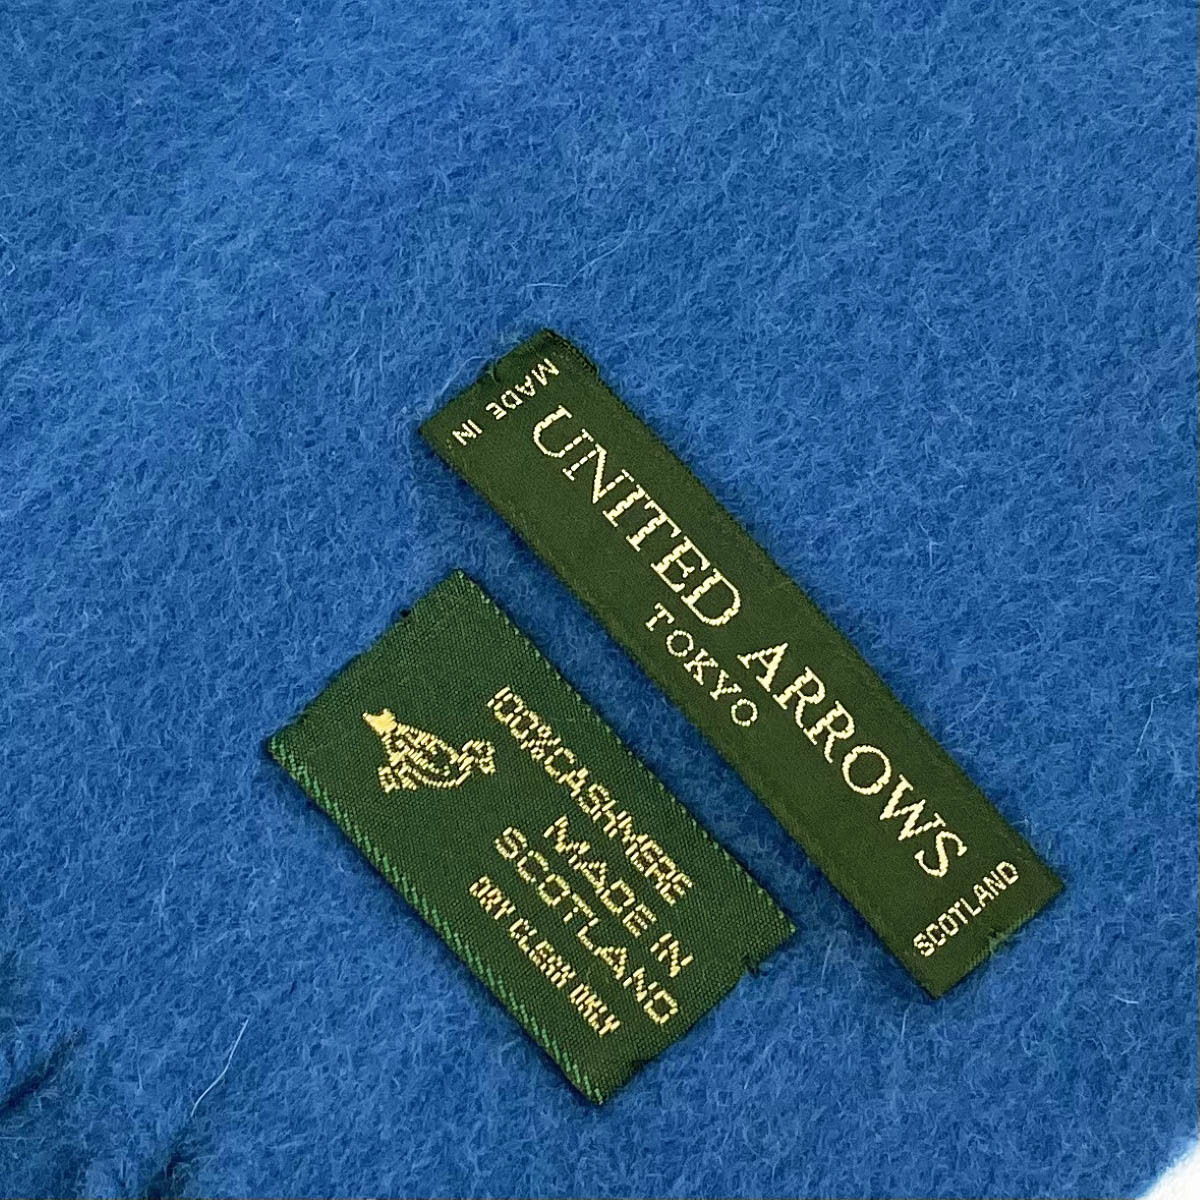 MADE IN
UNITED ARROWS
TOKYO
SCOTLAND
100%CASHMERE
MADE IN
SCOTLAND
DRY CLEAN ONLY